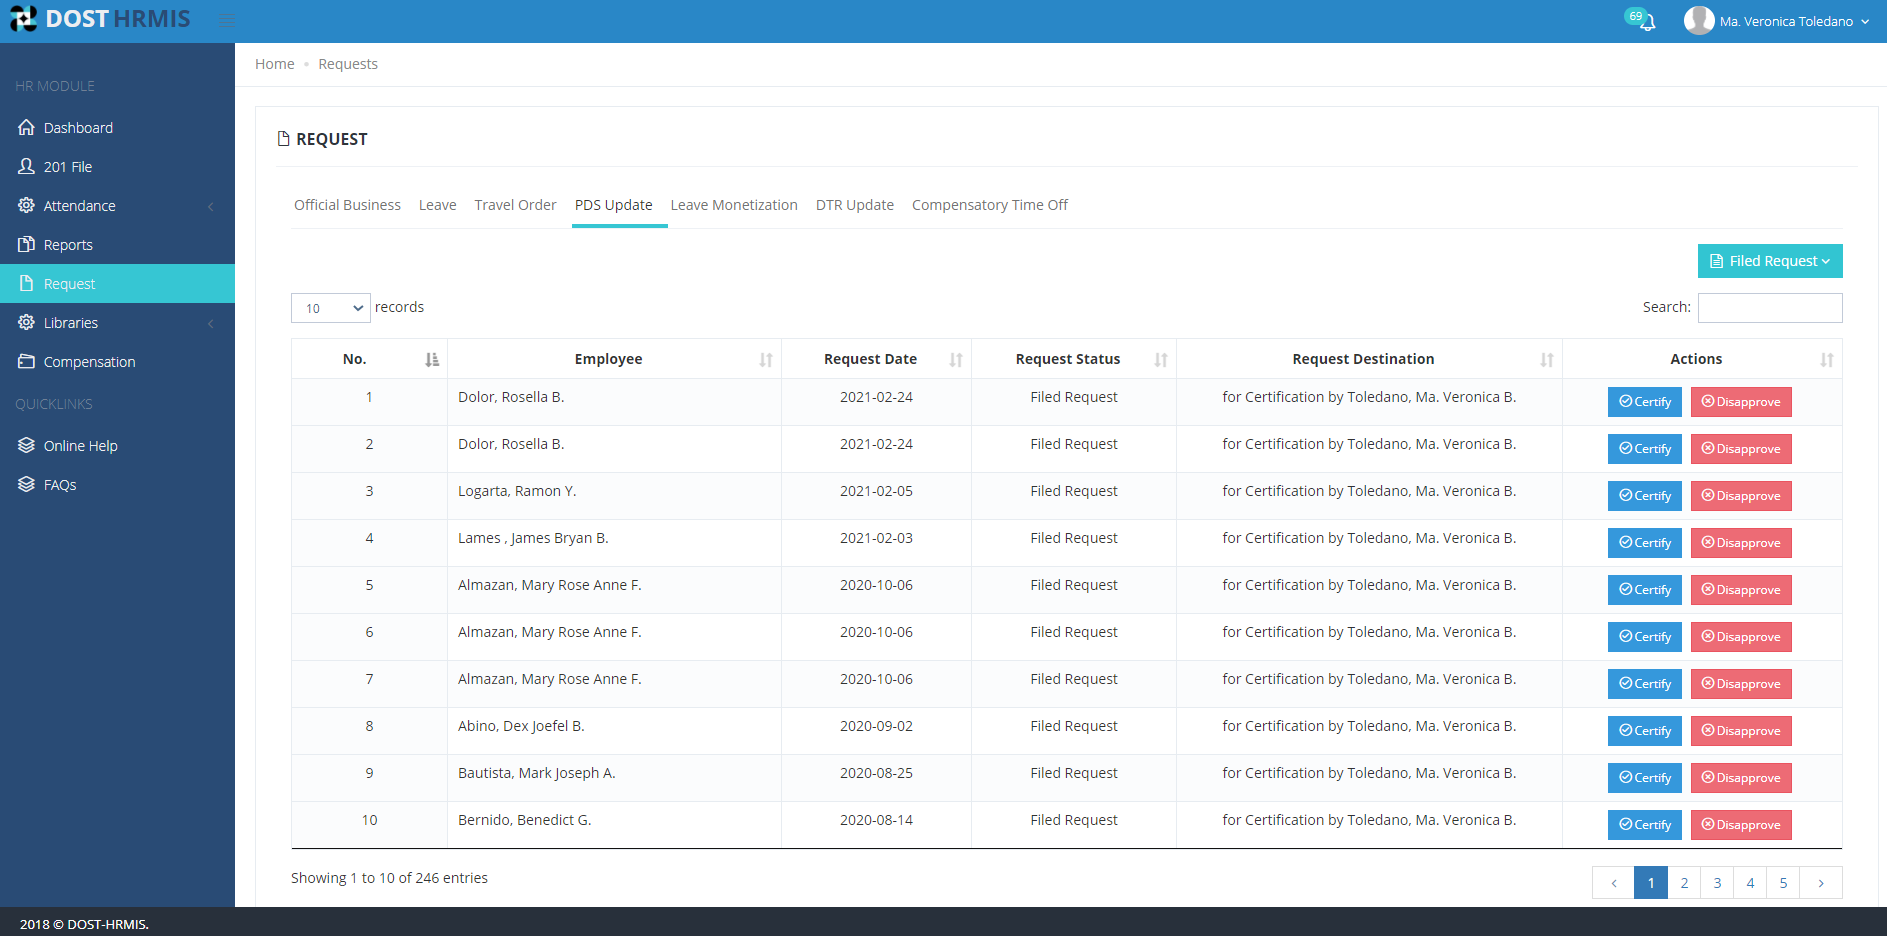 DOST HRMIS
69
Ma. Veronica Toledano
HR MODULE
Dashboard
201 File
Attendance
Reports
Request
Libraries
Compensation
QUICKLINKS
Online Help
FAQs
Home • Requests
REQUEST
Official Business Leave Travel Order PDS Update Leave Monetization DTR Update Compensatory Time Off
Filed Request
10 records
Search:
No. Employee Request Date Request Status Request Destination Actions
1 Dolor, Rosella B. 2021-02-24 Filed Request for Certification by Toledano, Ma. Veronica B. Certify Disapprove
2 Dolor, Rosella B. 2021-02-24 Filed Request for Certification by Toledano, Ma. Veronica B. Certify Disapprove
3 Logarta, Ramon Y. 2021-02-05 Filed Request for Certification by Toledano, Ma. Veronica B. Certify Disapprove
4 Lames , James Bryan B. 2021-02-03 Filed Request for Certification by Toledano, Ma. Veronica B. Certify Disapprove
5 Almazan, Mary Rose Anne F. 2020-10-06 Filed Request for Certification by Toledano, Ma. Veronica B. Certify Disapprove
6 Almazan, Mary Rose Anne F. 2020-10-06 Filed Request for Certification by Toledano, Ma. Veronica B. Certify Disapprove
7 Almazan, Mary Rose Anne F. 2020-10-06 Filed Request for Certification by Toledano, Ma. Veronica B. Certify Disapprove
8 Abino, Dex Joefel B. 2020-09-02 Filed Request for Certification by Toledano, Ma. Veronica B. Certify Disapprove
9 Bautista, Mark Joseph A. 2020-08-25 Filed Request for Certification by Toledano, Ma. Veronica B. Certify Disapprove
10 Bernido, Benedict G. 2020-08-14 Filed Request for Certification by Toledano, Ma. Veronica B. Certify Disapprove
Showing 1 to 10 of 246 entries
‹ 1 2 3 4 5 ›
2018 © DOST-HRMIS.